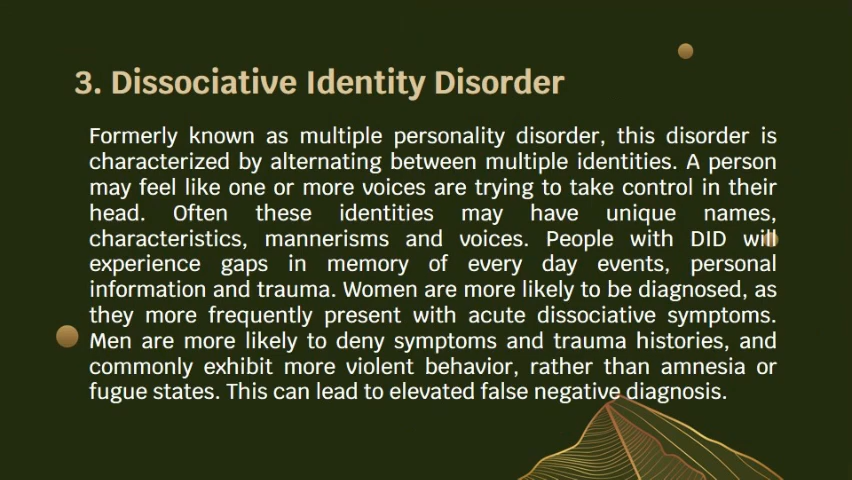 3. Dissociative Identity Disorder
Formerly known as multiple personality disorder, this disorder is
characterized by alternating between multiple identities. A person
may feel like one or more voices are trying to take control in their
head. Often these identities may have unique names,
characteristics, mannerisms and voices. People with DID will
experience gaps in memory of every day events, personal
information and trauma. Women are more likely to be diagnosed, as
they more frequently present with acute dissociative symptoms.
Men are more likely to deny symptoms and trauma histories, and
commonly exhibit more violent behavior, rather than amnesia or
fugue states. This can lead to elevated false negative diagnosis.